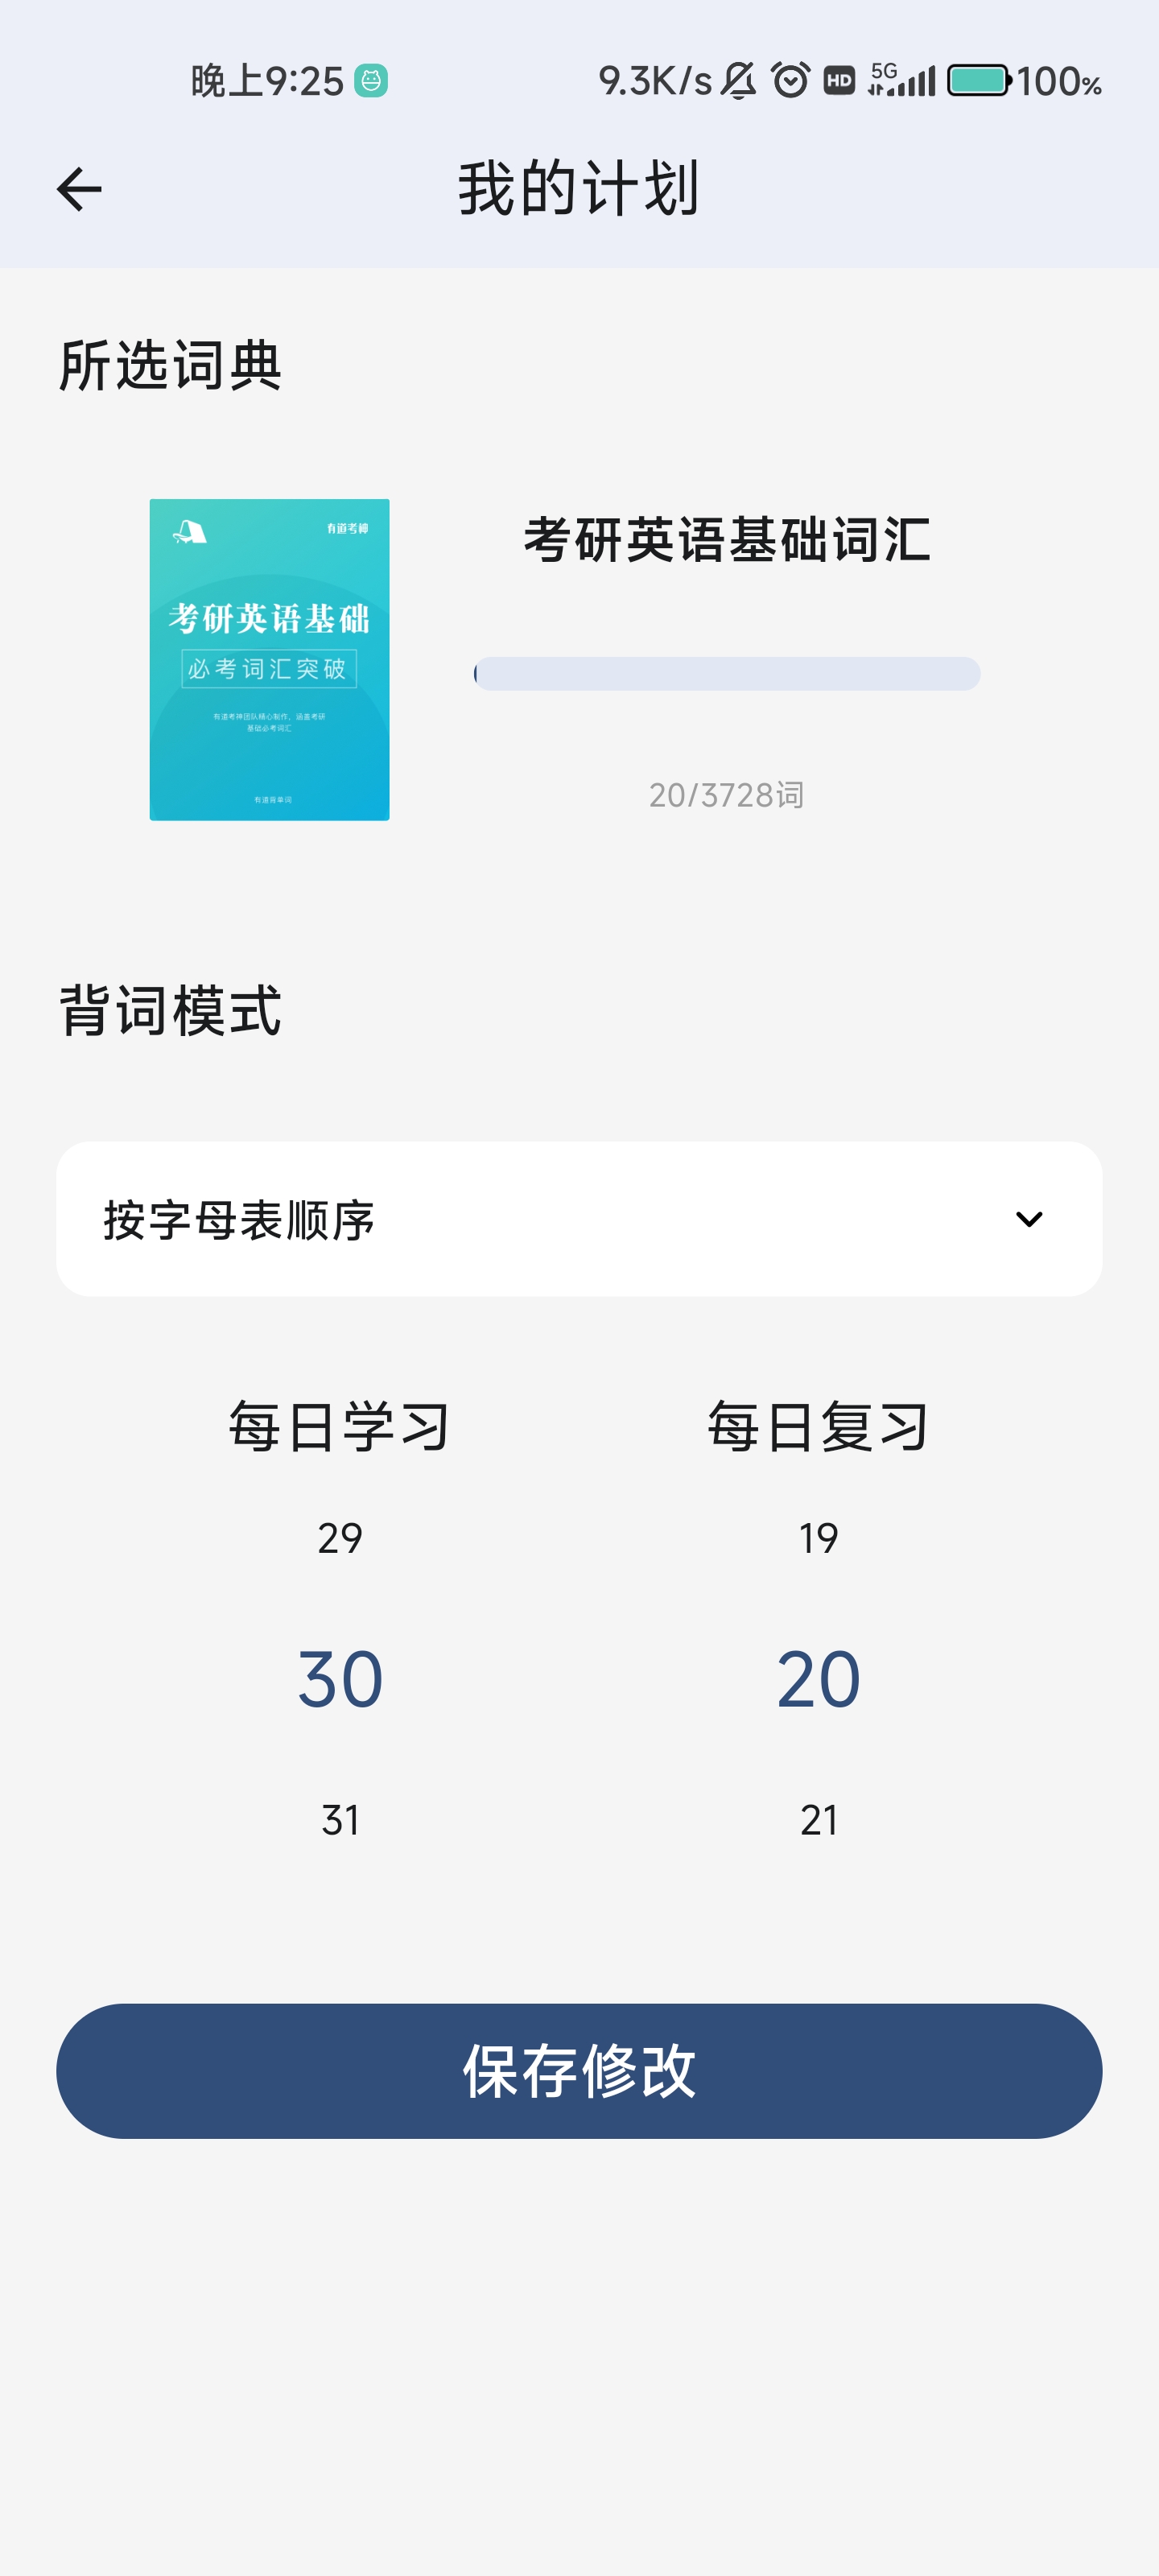 晚上9:25 9.3K/s HD 5G 100%
我的计划
所选词典
有道考神
考研英语基础
必考词汇突破
有道考神团队精心制作，涵盖考研
基础必考词汇
有道背单词
考研英语基础词汇
20/3728词
背词模式
按字母表顺序
每日学习 每日复习
29 19
30 20
31 21
保存修改